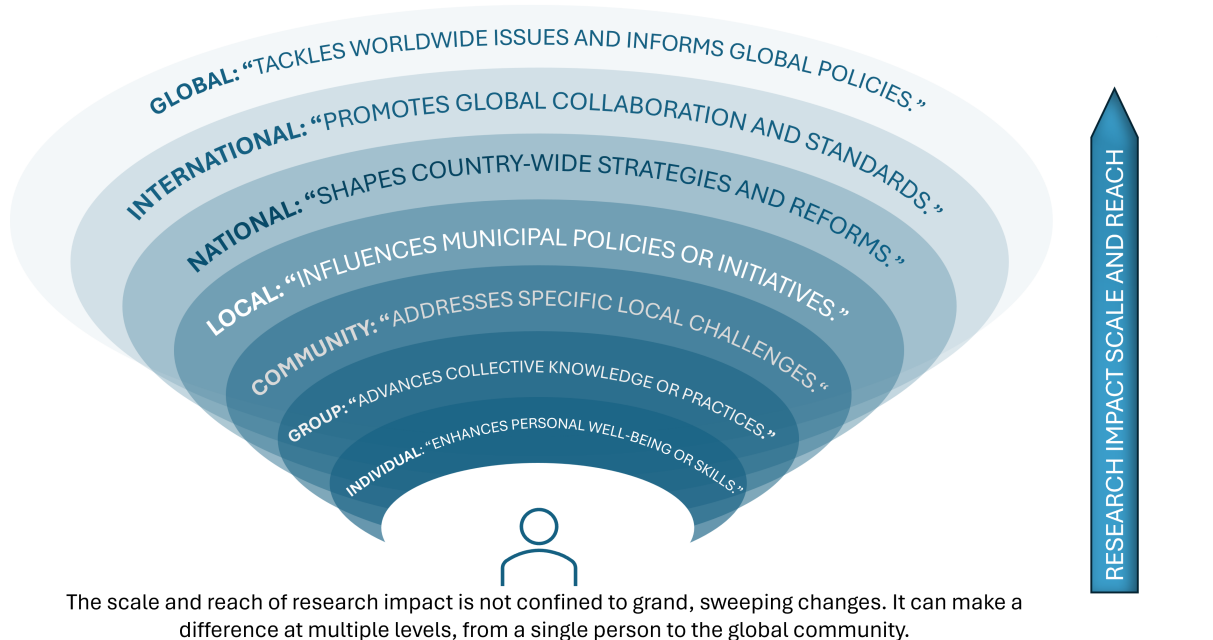 GLOBAL: “TACKLES WORLDWIDE ISSUES AND INFORMS GLOBAL POLICIES.”
INTERNATIONAL: “PROMOTES GLOBAL COLLABORATION AND STANDARDS.”
NATIONAL: “SHAPES COUNTRY-WIDE STRATEGIES AND REFORMS.”
LOCAL: “INFLUENCES MUNICIPAL POLICIES OR INITIATIVES.”
COMMUNITY: “ADDRESSES SPECIFIC LOCAL CHALLENGES.“
GROUP: “ADVANCES COLLECTIVE KNOWLEDGE OR PRACTICES.”
INDIVIDUAL: “ENHANCES PERSONAL WELL-BEING OR SKILLS.”
RESEARCH IMPACT SCALE AND REACH
The scale and reach of research impact is not confined to grand, sweeping changes. It can make a
difference at multiple levels, from a single person to the global community.